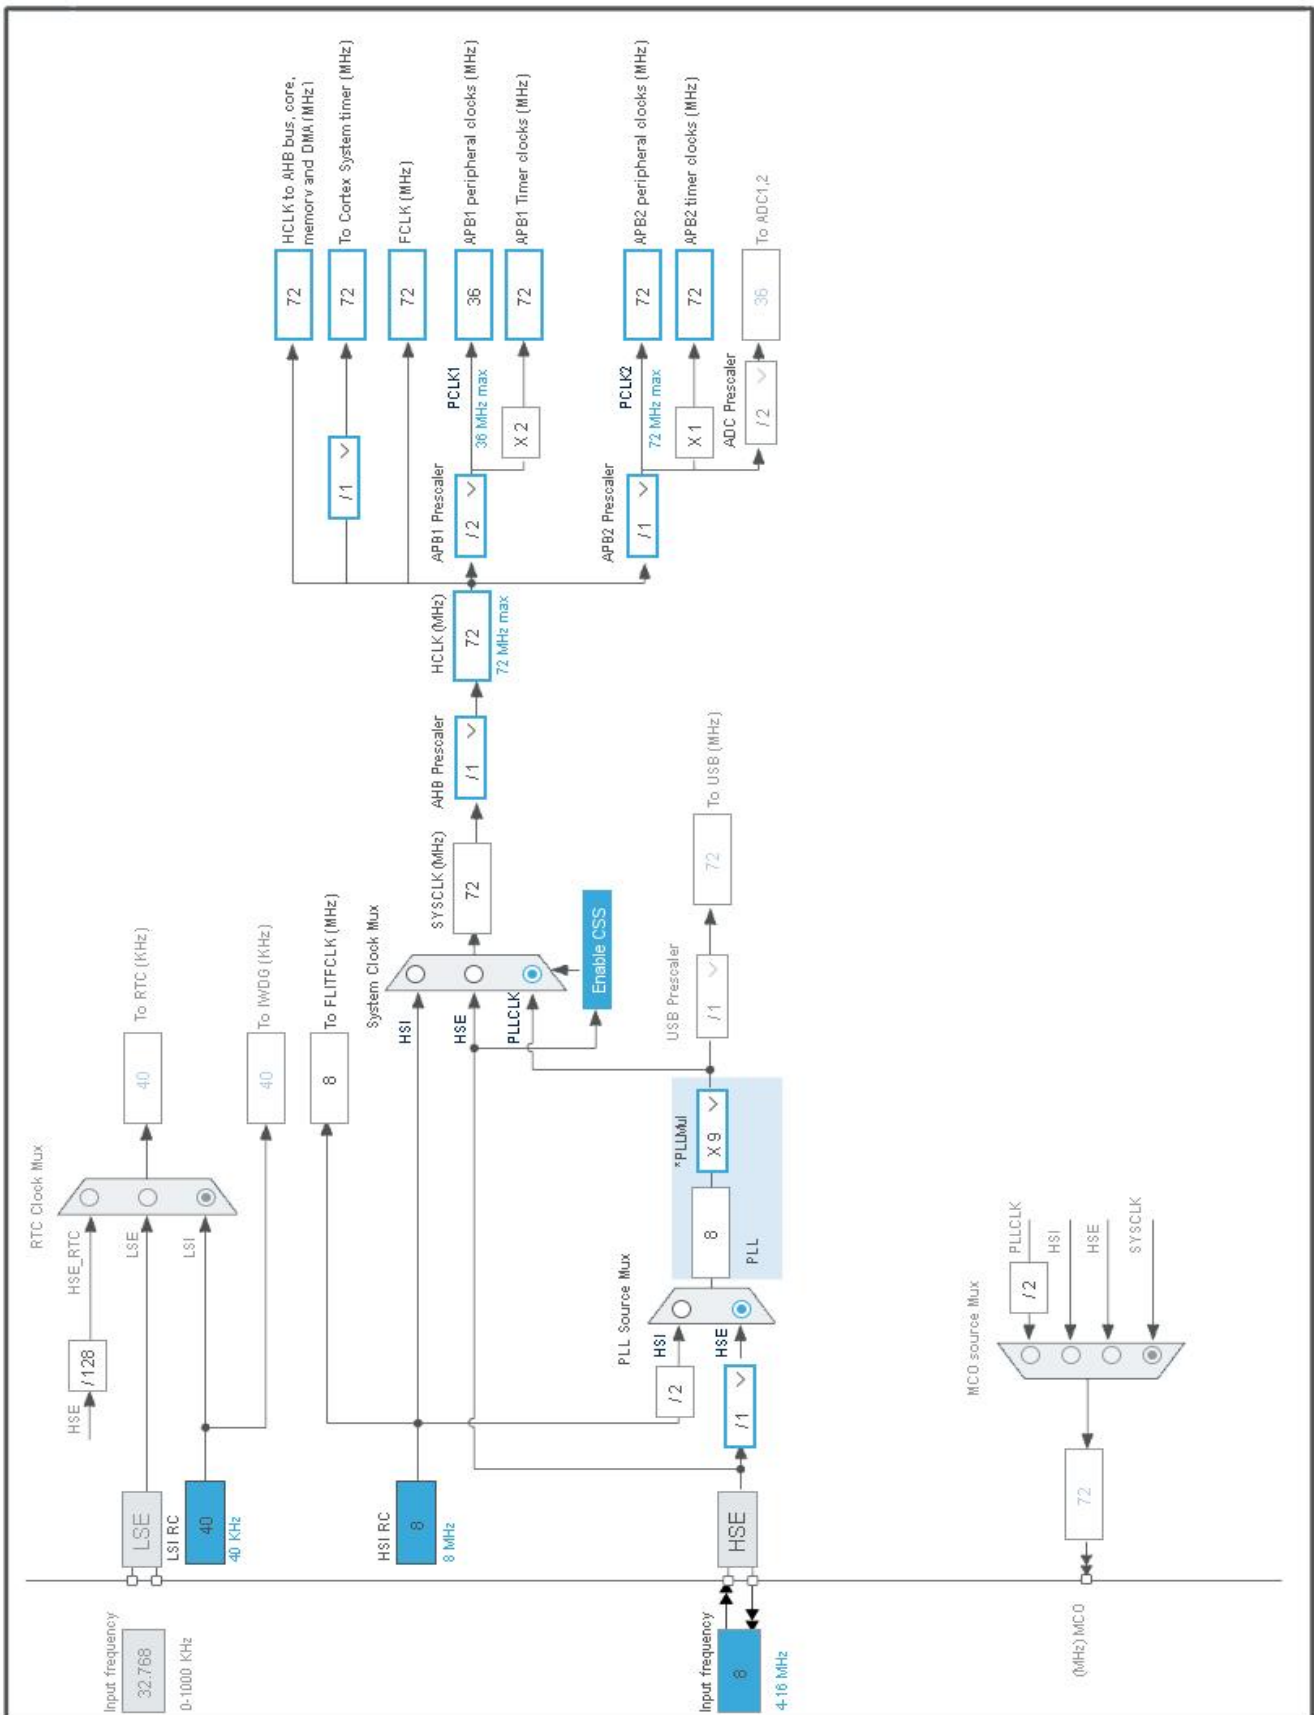 Input frequency
32.768
0-1000 KHz
LSE
LSI RC
40
40 KHz
HSE
/ 128
HSE_RTC
LSE
LSI
RTC Clock Mux
40
To RTC (KHz)
40
To IWDG (KHz)
HSI RC
8
8 MHz
8
To FLITFCLK (MHz)
System Clock Mux
HSI
HSE
PLLCLK
Enable CSS
SYSCLK (MHz)
72
AHB Prescaler
/ 1
HCLK (MHz)
72
72 MHz max
/ 1
APB1 Prescaler
/ 2
PCLK1
36 MHz max
X 2
APB2 Prescaler
/ 1
PCLK2
72 MHz max
X 1
ADC Prescaler
/ 2
72
HCLK to AHB bus, core,
memory and DMA (MHz)
72
To Cortex System timer (MHz)
72
FCLK (MHz)
36
APB1 peripheral clocks (MHz)
72
APB1 Timer clocks (MHz)
72
APB2 peripheral clocks (MHz)
72
APB2 timer clocks (MHz)
36
To ADC1,2
Input frequency
8
4-16 MHz
HSE
/ 1
/ 2
PLL Source Mux
HSI
HSE
8
*PLLMul
X 9
PLL
USB Prescaler
/ 1
72
To USB (MHz)
(MHz) MCO
72
MCO source Mux
/ 2
PLLCLK
HSI
HSE
SYSCLK